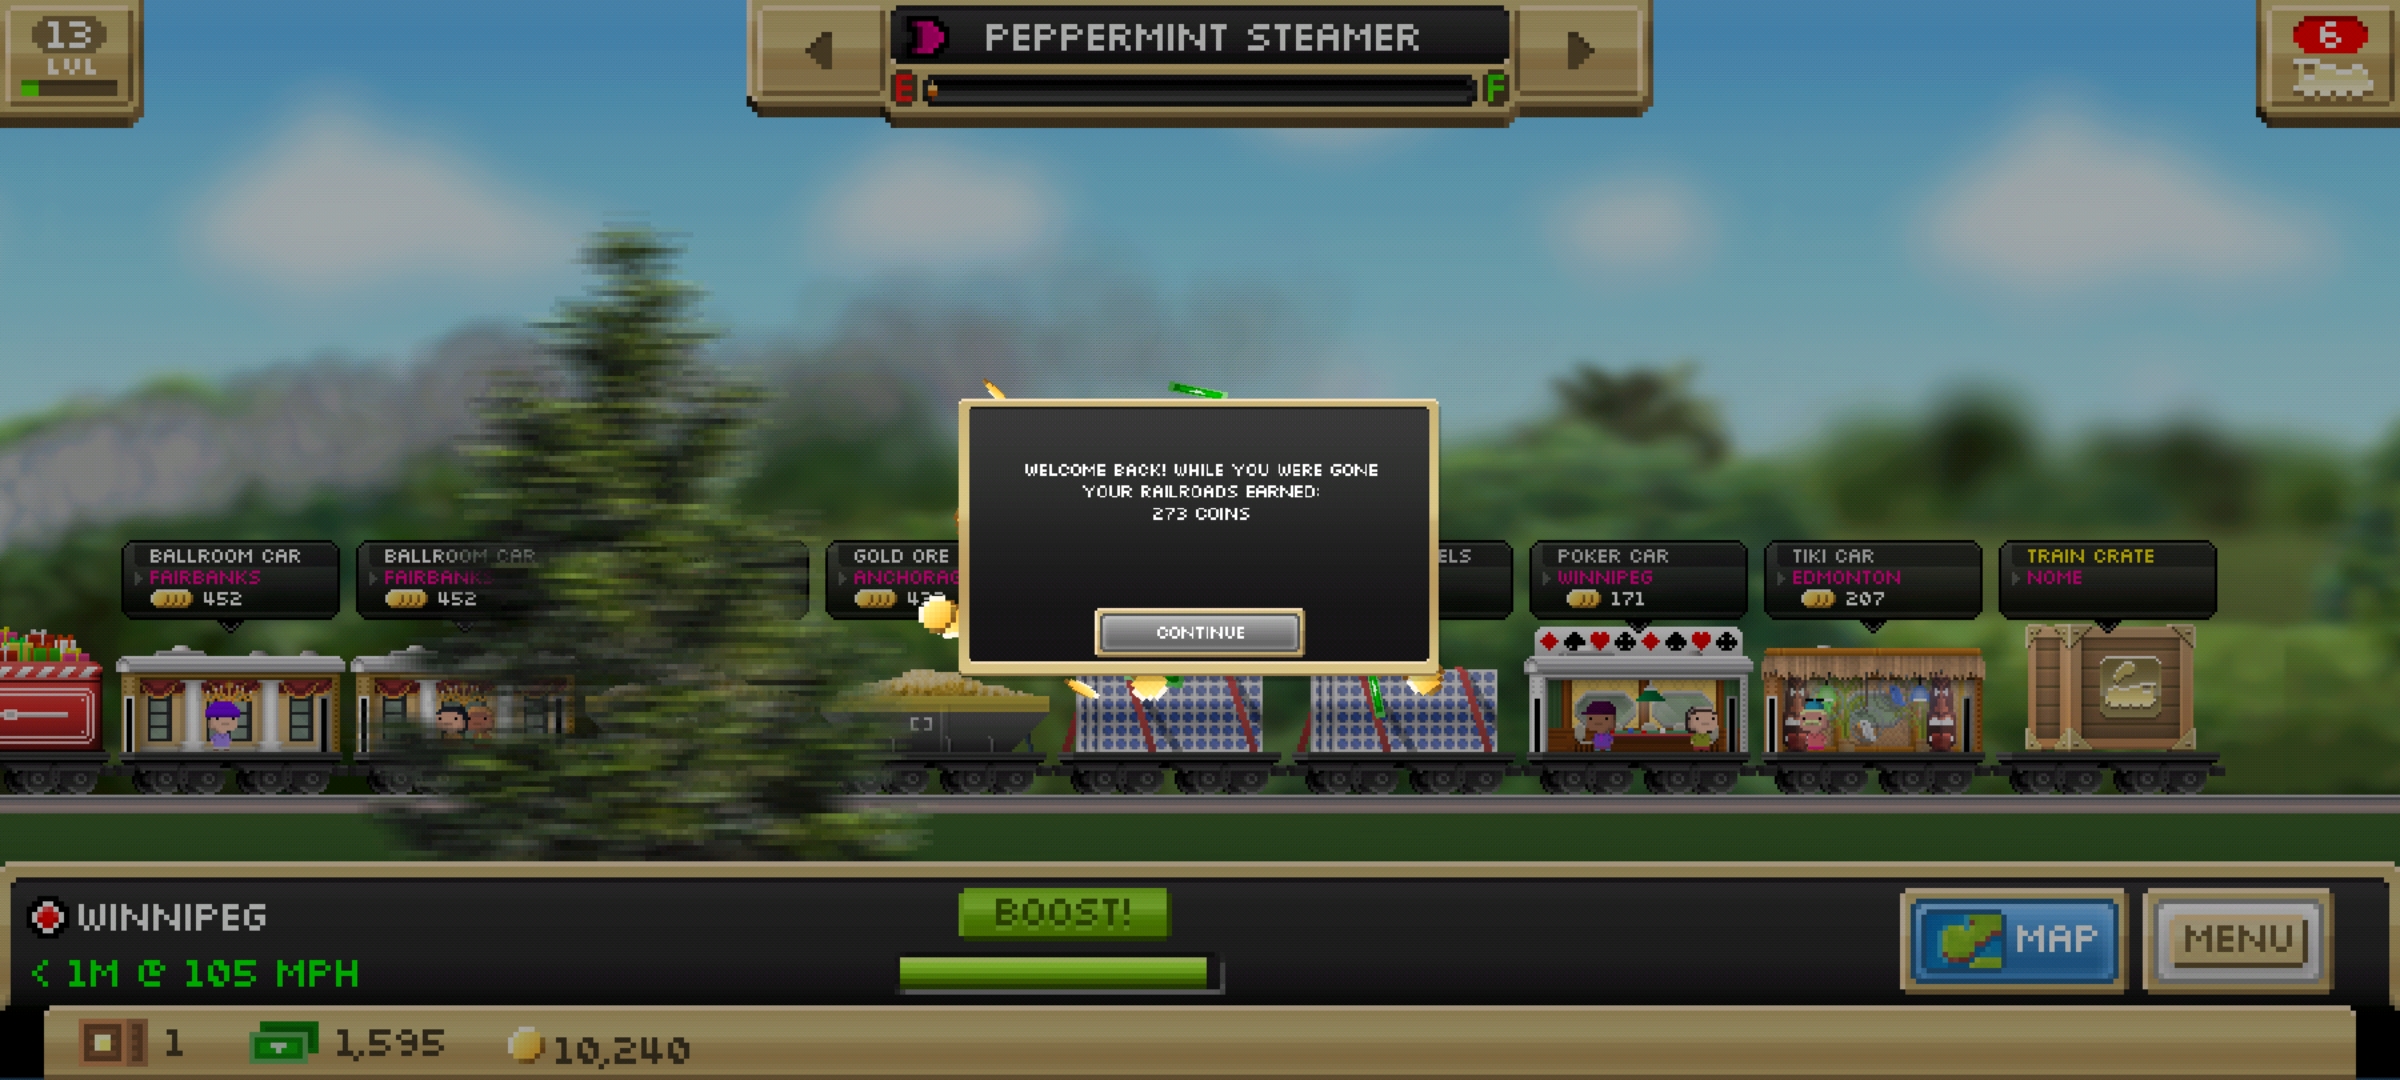 13
LVL
PEPPERMINT STEAMER
E
F
6
WELCOME BACK! WHILE YOU WERE GONE
YOUR RAILROADS EARNED:
273 COINS
CONTINUE
BALLROOM CAR
FAIRBANKS
452
BALLROOM CAR
FAIRBANKS
452
GOLD ORE
ELS
POKER CAR
WINNIPEG
171
TIKI CAR
EDMONTON
207
TRAIN CRATE
NOME
WINNIPEG
< 1M @ 105 MPH
BOOST!
MAP
MENU
1
1,595
10,240